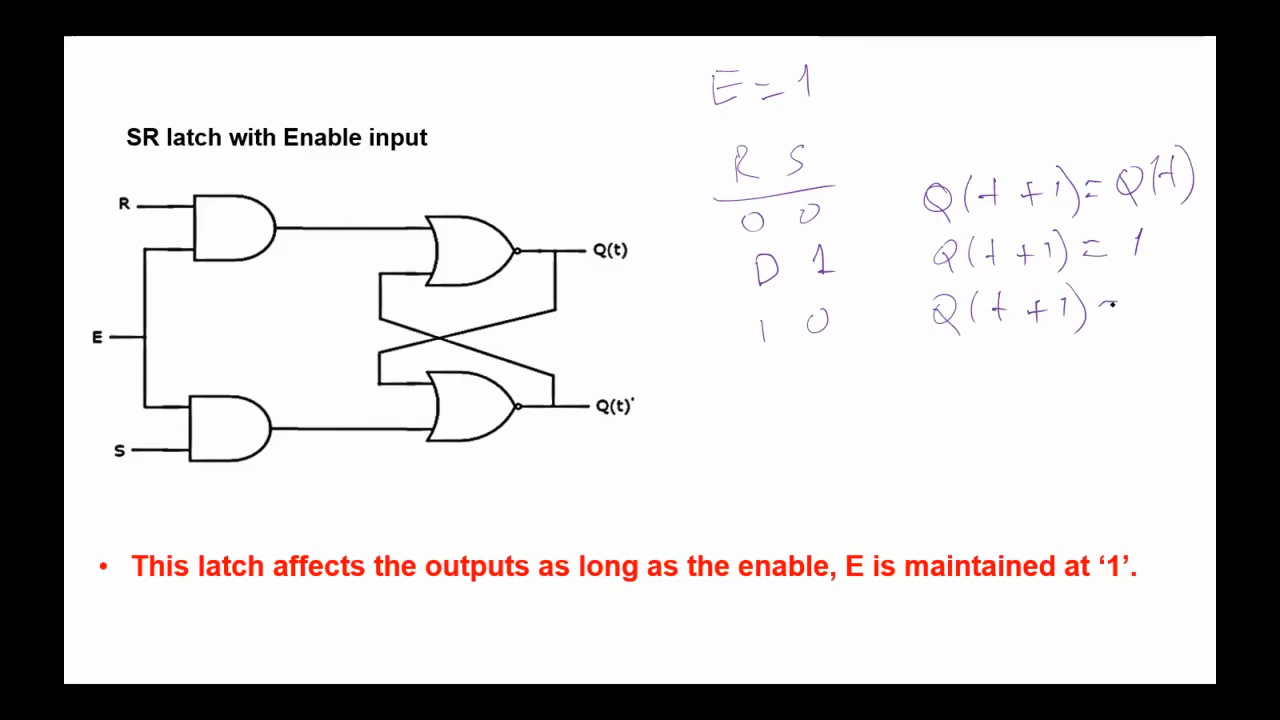 E = 1
SR latch with Enable input
R S
0 0 Q(t+1) = Q(t)
0 1 Q(t+1) = 1
1 0 Q(t+1) -
R
E
S
Q(t)
Q(t)'
• This latch affects the outputs as long as the enable, E is maintained at ‘1’.